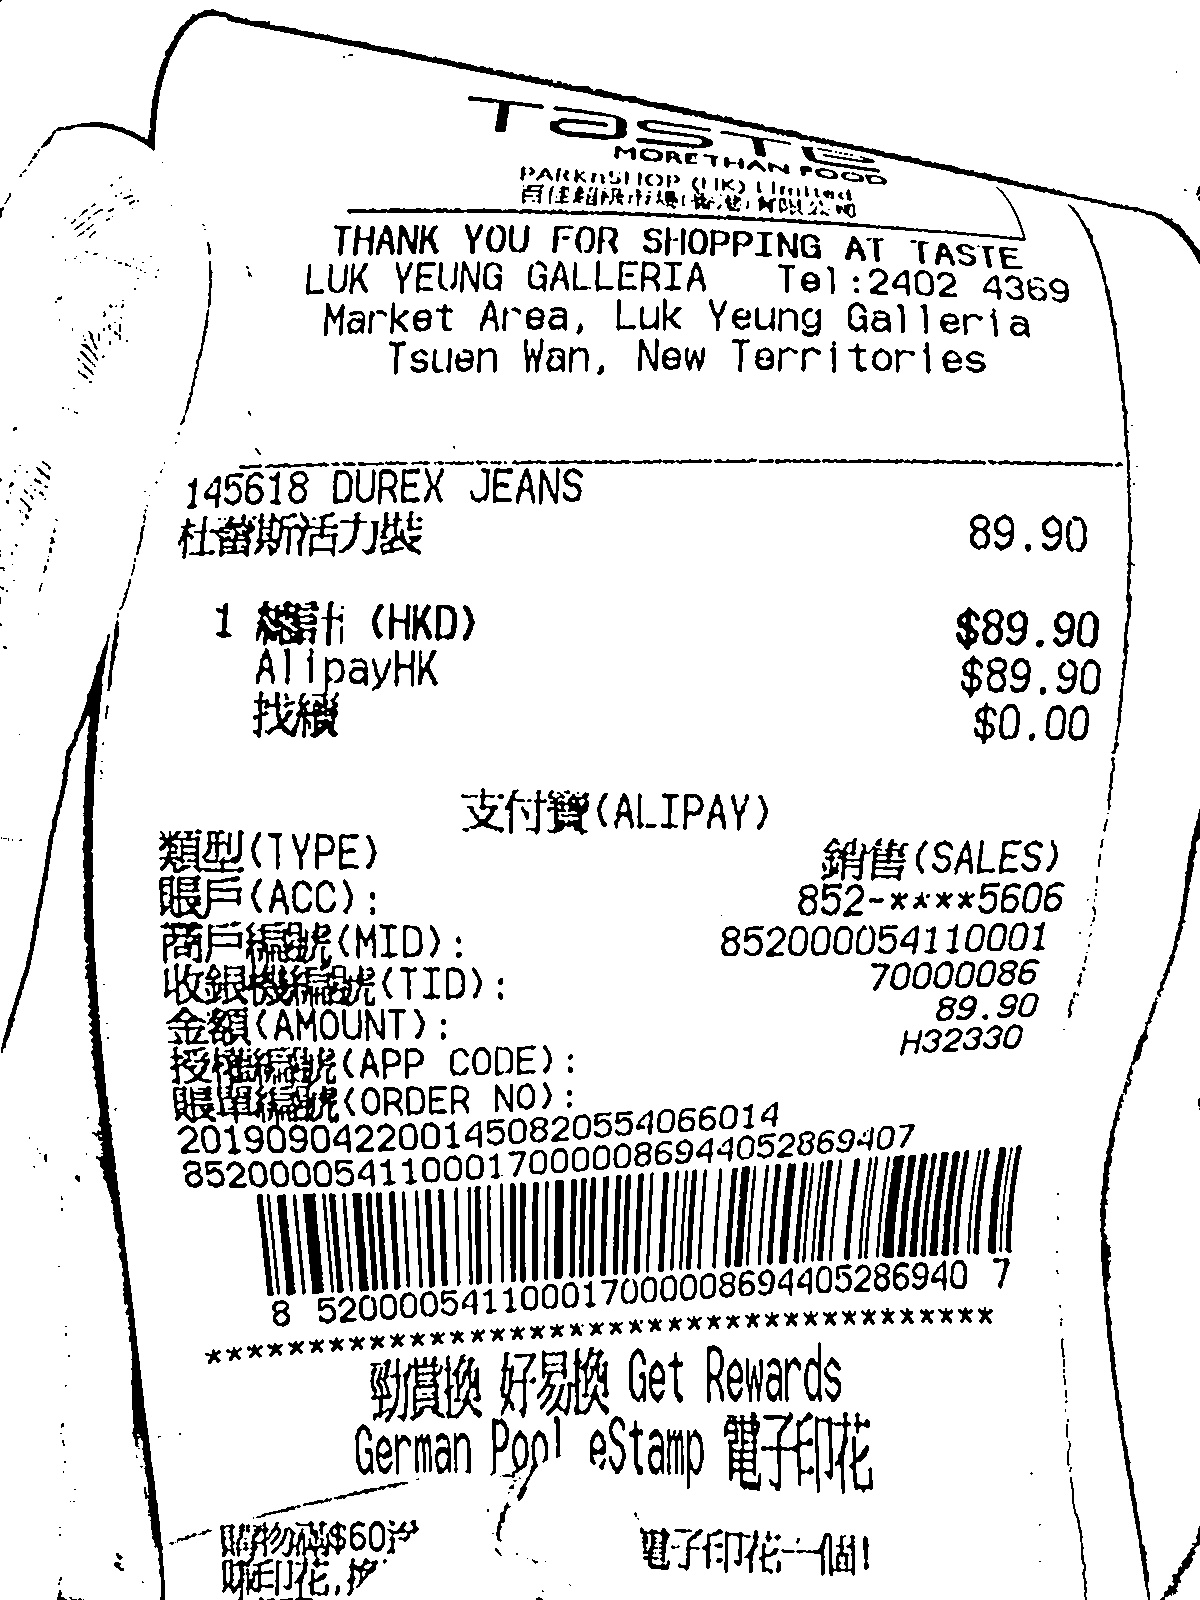 Taste
MORE THAN FOOD
PARKnSHOP (HK) Limited
百佳超級市場(香港)有限公司
THANK YOU FOR SHOPPING AT TASTE
LUK YEUNG GALLERIA Tel:2402 4369
Market Area, Luk Yeung Galleria
Tsuen Wan, New Territories
145618 DUREX JEANS
杜蕾斯活力裝 89.90
1 總計 (HKD) $89.90
AlipayHK $89.90
找續 $0.00
支付寶(ALIPAY)
類型(TYPE) 銷售(SALES)
賬戶(ACC): 852-****5606
商戶編號(MID): 852000054110001
收銀機編號(TID): 70000086
金額(AMOUNT): 89.90
授權編號(APP CODE): H32330
賬單編號(ORDER NO):
2019090422001450820554066014
8520000541100017000008694405286940​7
8 520000541100017000008694405286940 7
**************************************
勁賞換 好易換 Get Rewards
German Pool eStamp 電子印花
購物滿$60 電子印花一個!
印花,